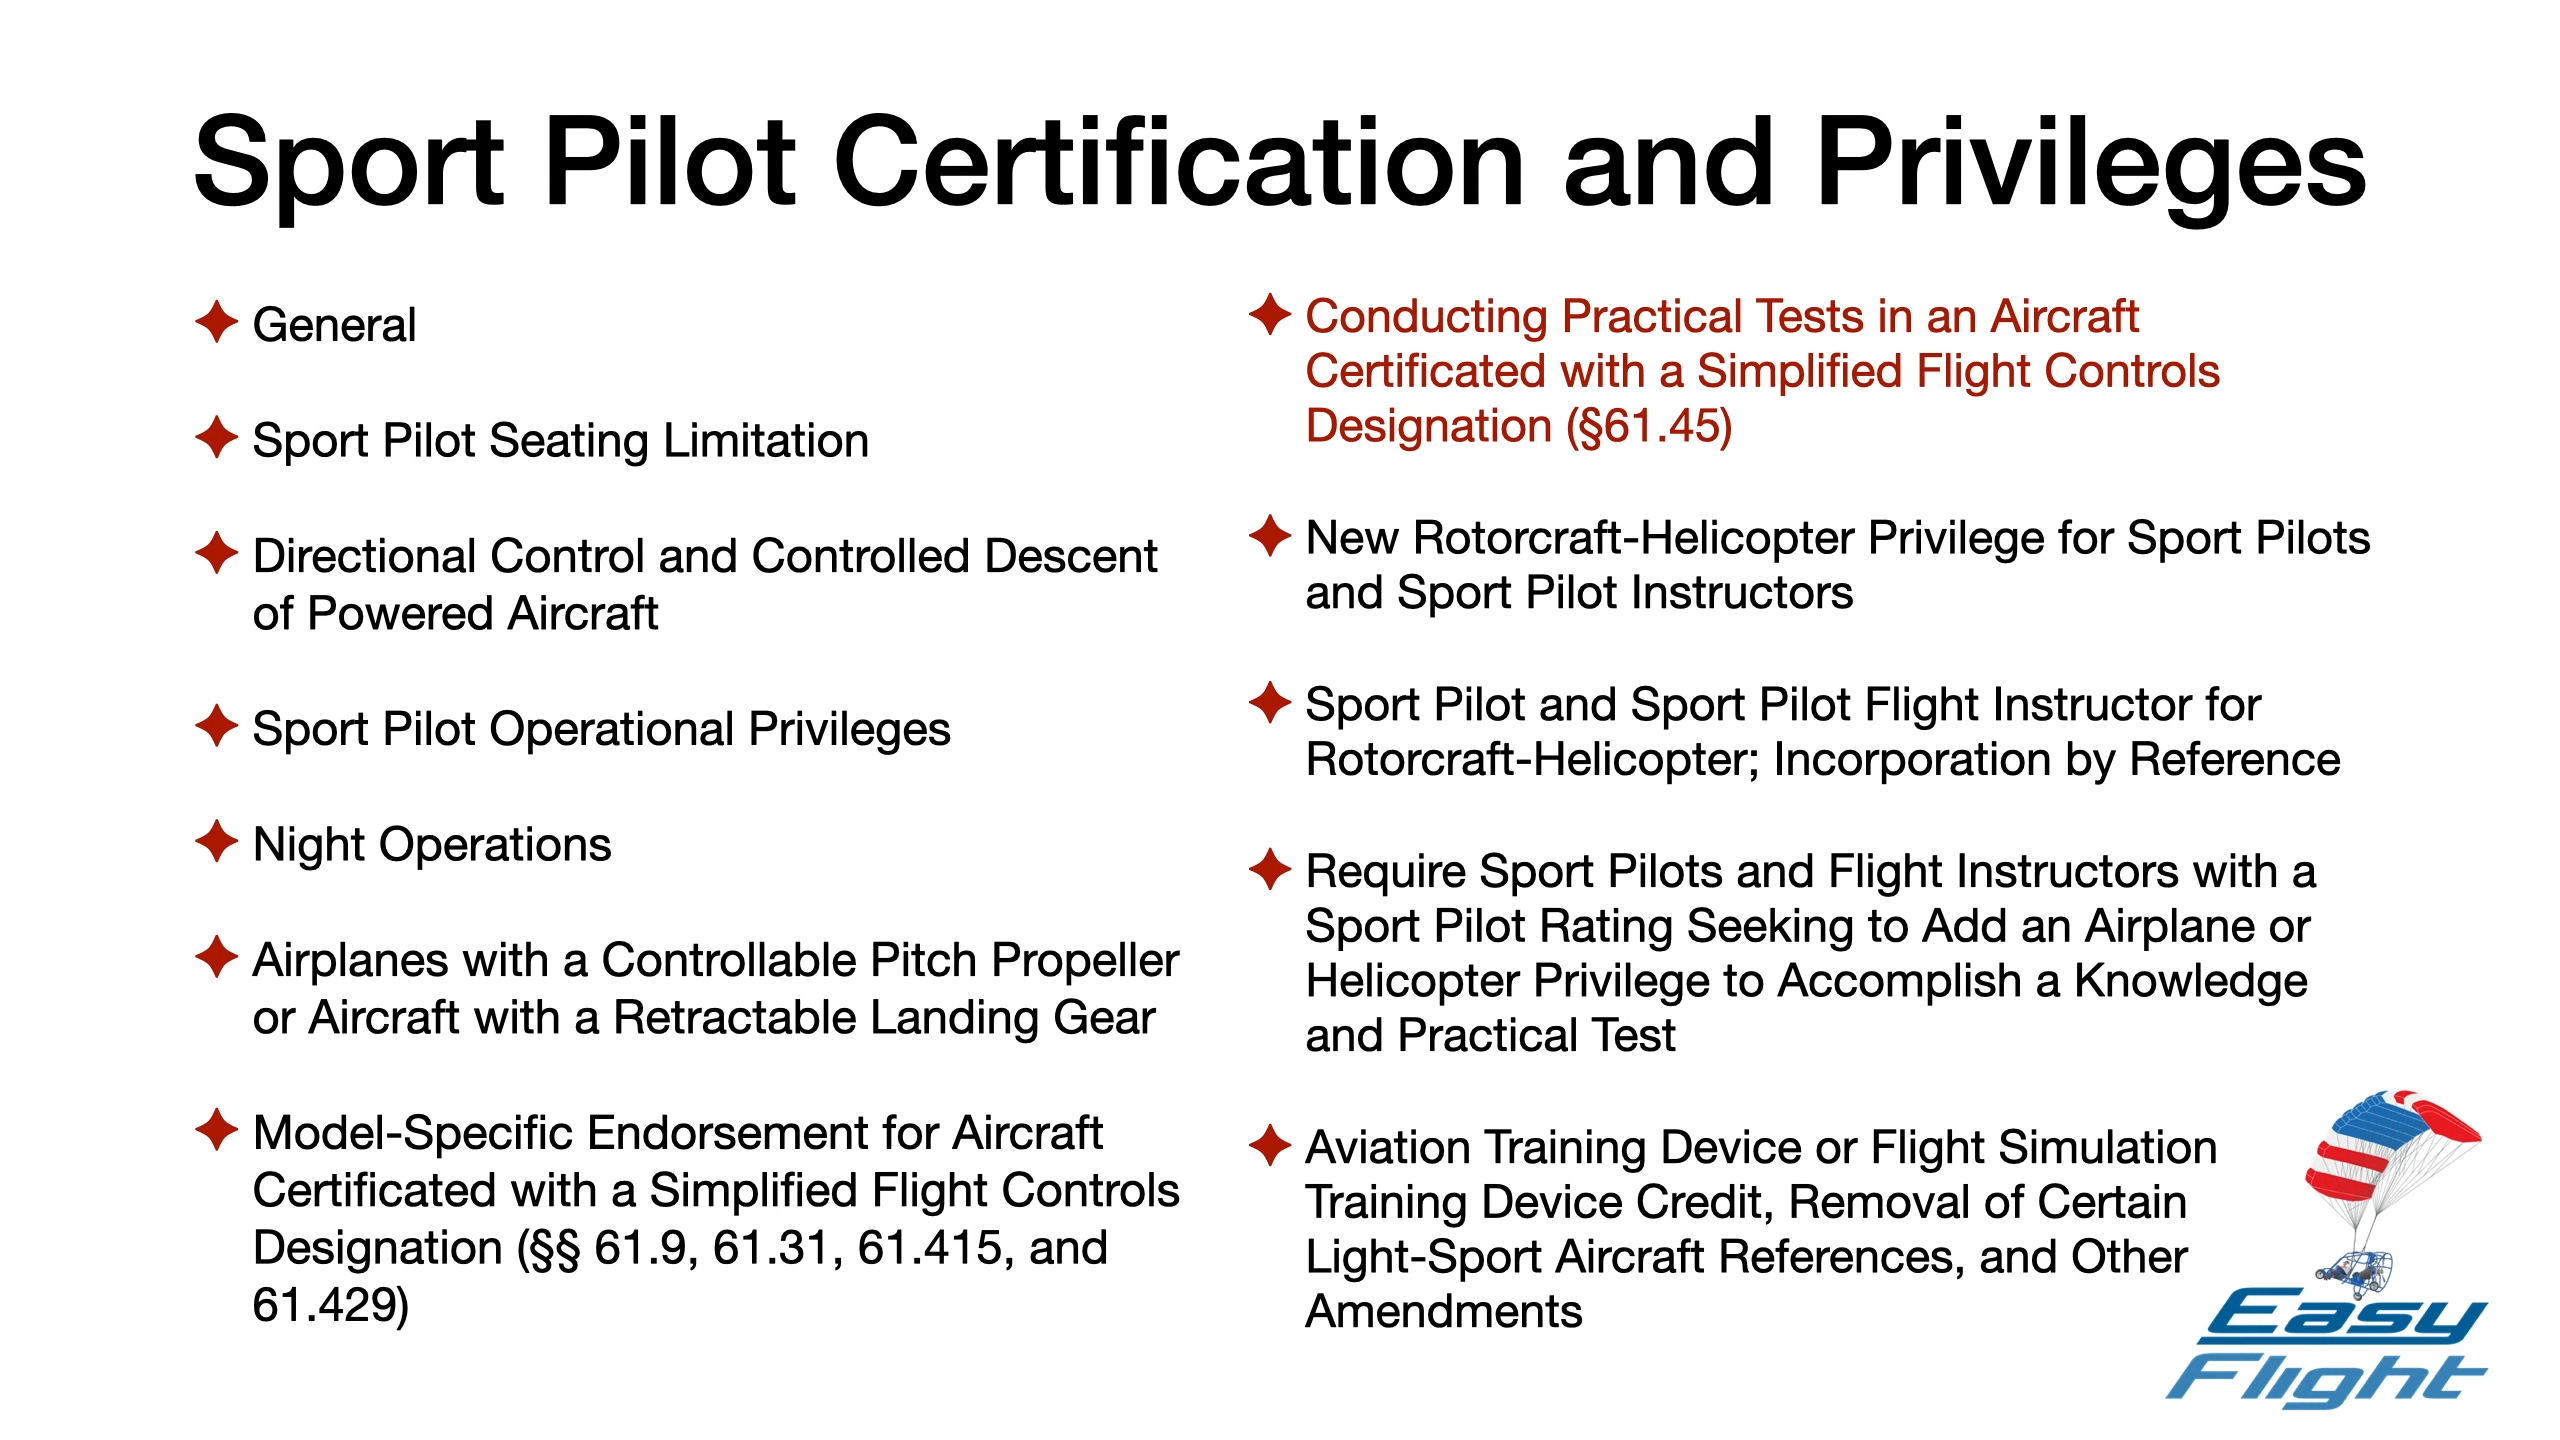 Sport Pilot Certification and Privileges
General
Sport Pilot Seating Limitation
Directional Control and Controlled Descent
of Powered Aircraft
Sport Pilot Operational Privileges
Night Operations
Airplanes with a Controllable Pitch Propeller
or Aircraft with a Retractable Landing Gear
Model-Specific Endorsement for Aircraft
Certificated with a Simplified Flight Controls
Designation (§§ 61.9, 61.31, 61.415, and
61.429)
Conducting Practical Tests in an Aircraft
Certificated with a Simplified Flight Controls
Designation (§61.45)
New Rotorcraft-Helicopter Privilege for Sport Pilots
and Sport Pilot Instructors
Sport Pilot and Sport Pilot Flight Instructor for
Rotorcraft-Helicopter; Incorporation by Reference
Require Sport Pilots and Flight Instructors with a
Sport Pilot Rating Seeking to Add an Airplane or
Helicopter Privilege to Accomplish a Knowledge
and Practical Test
Aviation Training Device or Flight Simulation
Training Device Credit, Removal of Certain
Light-Sport Aircraft References, and Other
Amendments
Easy
Flight